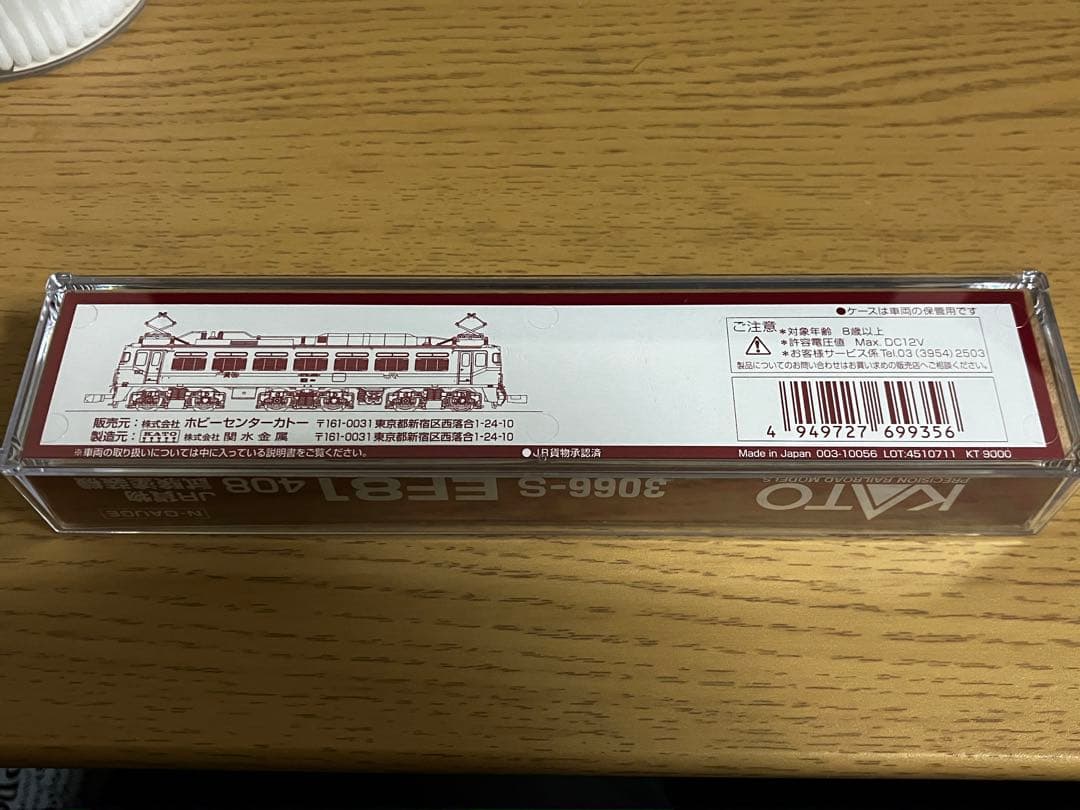 ●ケースは車両の保管用です
ご注意
*対象年齢 8歳以上
*許容電圧値 Max. DC12V
*お客様サービス係 Tel.03(3954)2503
製品についてのお問い合わせはお買い求めの販売店へご相談ください。
販売元：株式会社 ホビーセンターカトー 〒161-0031 東京都新宿区西落合1-24-10
製造元：KATO 株式会社 関水金属 〒161-0031 東京都新宿区西落合1-24-10
4 949727 699356
※車両の取り扱いについては中に入っている説明書をご覧ください。
●JR貨物承認済
Made in Japan 003-10056 LOT:4510711 KT 9000
KATO
PRECISION RAILROAD MODELS
3066-S EF81 408
JR貨物
試験塗装機
[N-GAUGE]